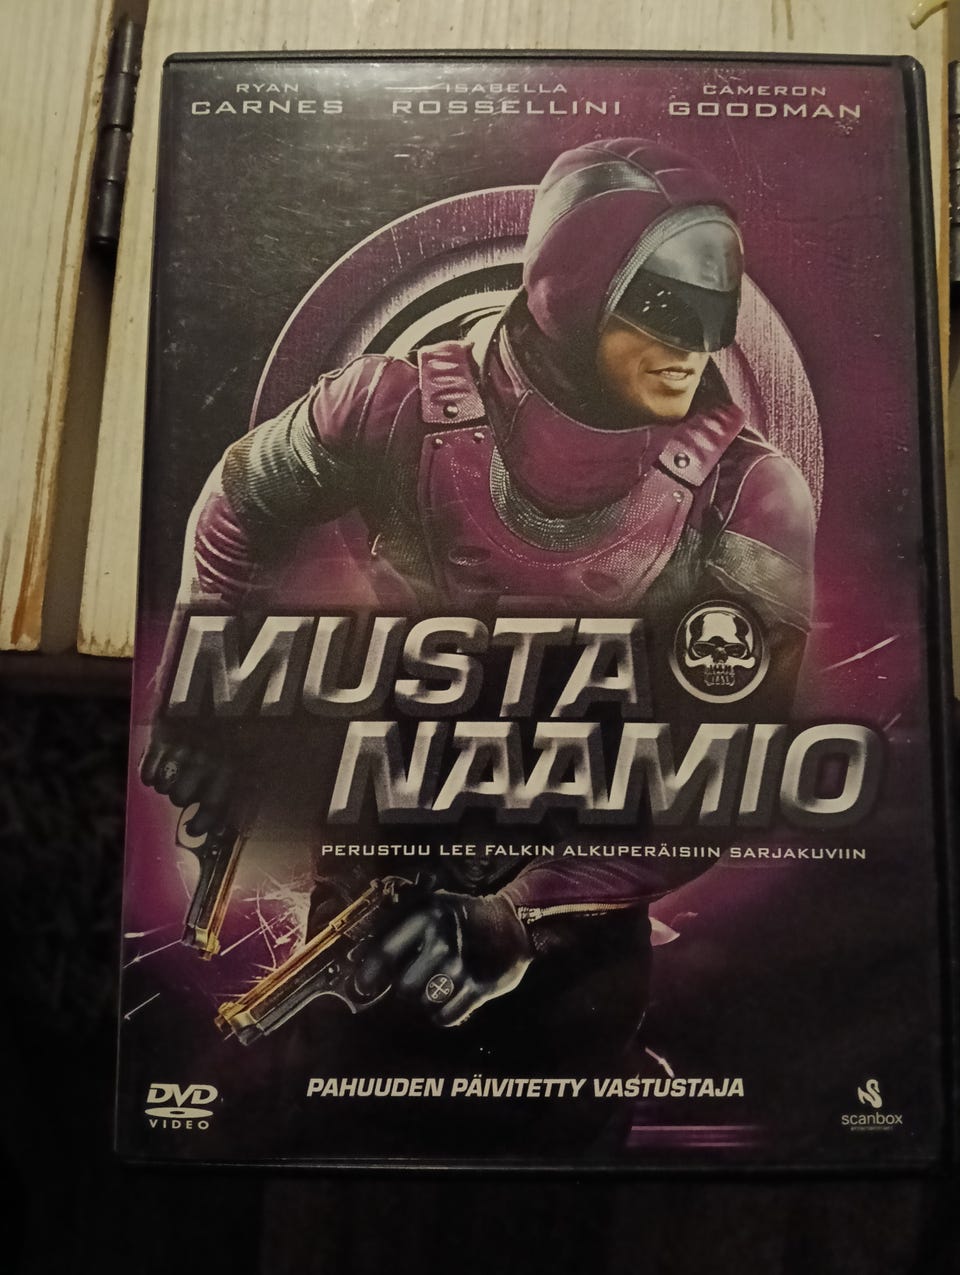 RYAN ISABELLA CAMERON
CARNES ROSSELLINI GOODMAN
MUSTA
NAAMIO
PERUSTUU LEE FALKIN ALKUPERÄISIIN SARJAKUVIIN
PAHUUDEN PÄIVITETTY VASTUSTAJA
DVD
VIDEO
scanbox
entertainment